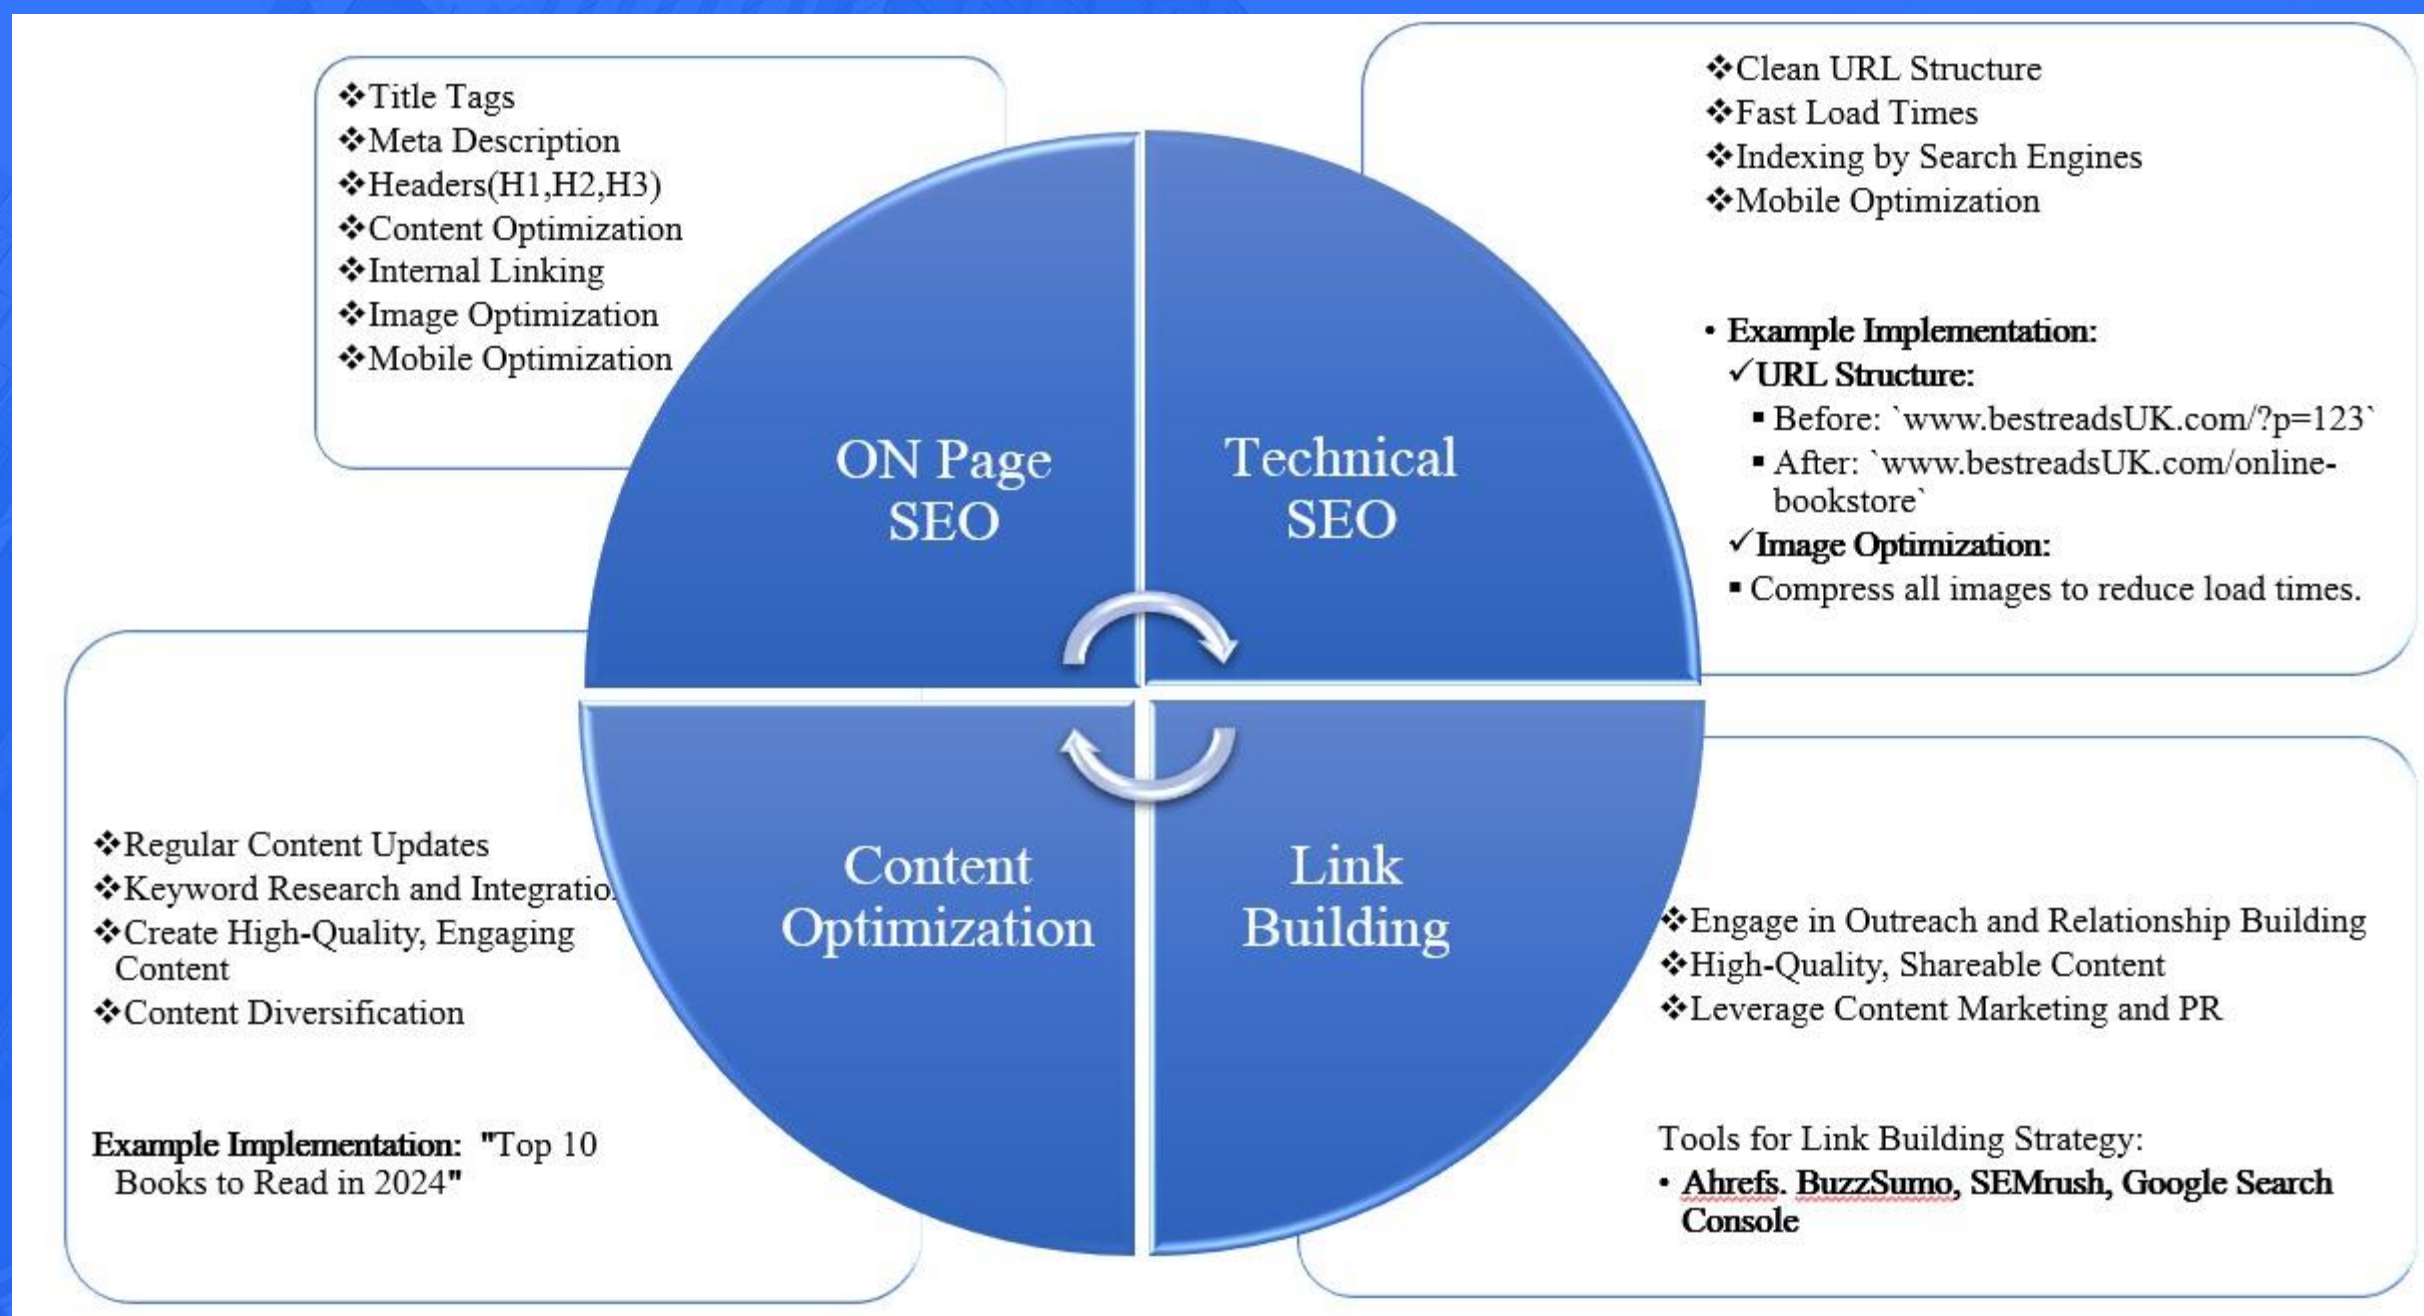 ❖Title Tags
❖Meta Description
❖Headers(H1,H2,H3)
❖Content Optimization
❖Internal Linking
❖Image Optimization
❖Mobile Optimization
ON Page
SEO
❖Clean URL Structure
❖Fast Load Times
❖Indexing by Search Engines
❖Mobile Optimization
• Example Implementation:
✓URL Structure:
▪ Before: `www.bestreadsUK.com/?p=123`
▪ After: `www.bestreadsUK.com/online-
bookstore`
✓Image Optimization:
▪ Compress all images to reduce load times.
Technical
SEO
❖Regular Content Updates
❖Keyword Research and Integratio
❖Create High-Quality, Engaging
Content
❖Content Diversification
Example Implementation: "Top 10
Books to Read in 2024"
Content
Optimization
Link
Building
❖Engage in Outreach and Relationship Building
❖High-Quality, Shareable Content
❖Leverage Content Marketing and PR
Tools for Link Building Strategy:
• Ahrefs. BuzzSumo, SEMrush, Google Search
Console